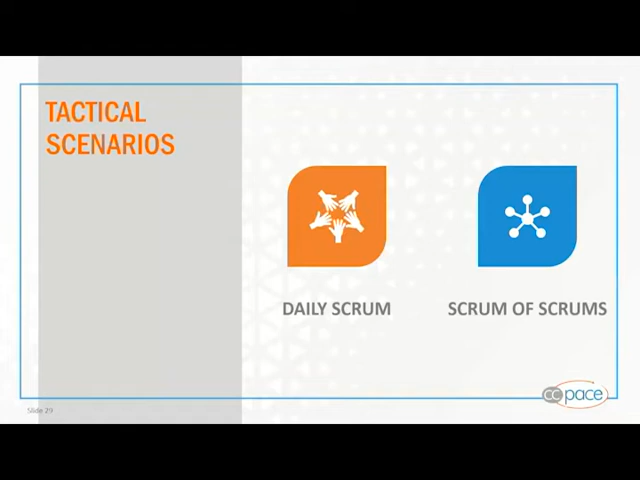 TACTICAL
SCENARIOS
DAILY SCRUM
SCRUM OF SCRUMS
Slide 29
cc pace